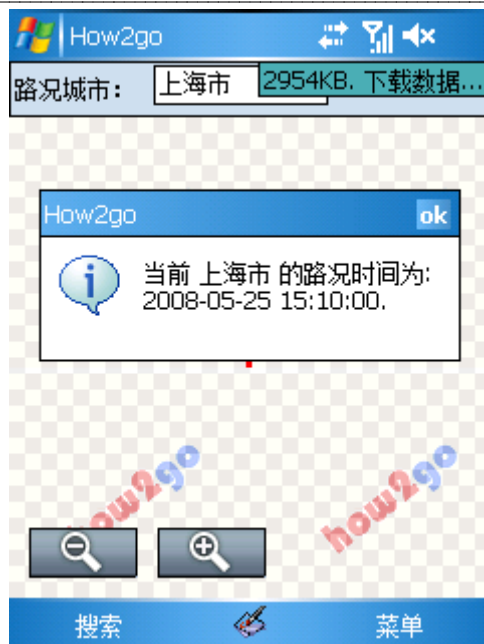 How2go
路况城市：
上海市
2954KB. 下载数据...
How2go
ok
当前 上海市 的路况时间为:
2008-05-25 15:10:00.
how2go
how2go
搜索
菜单